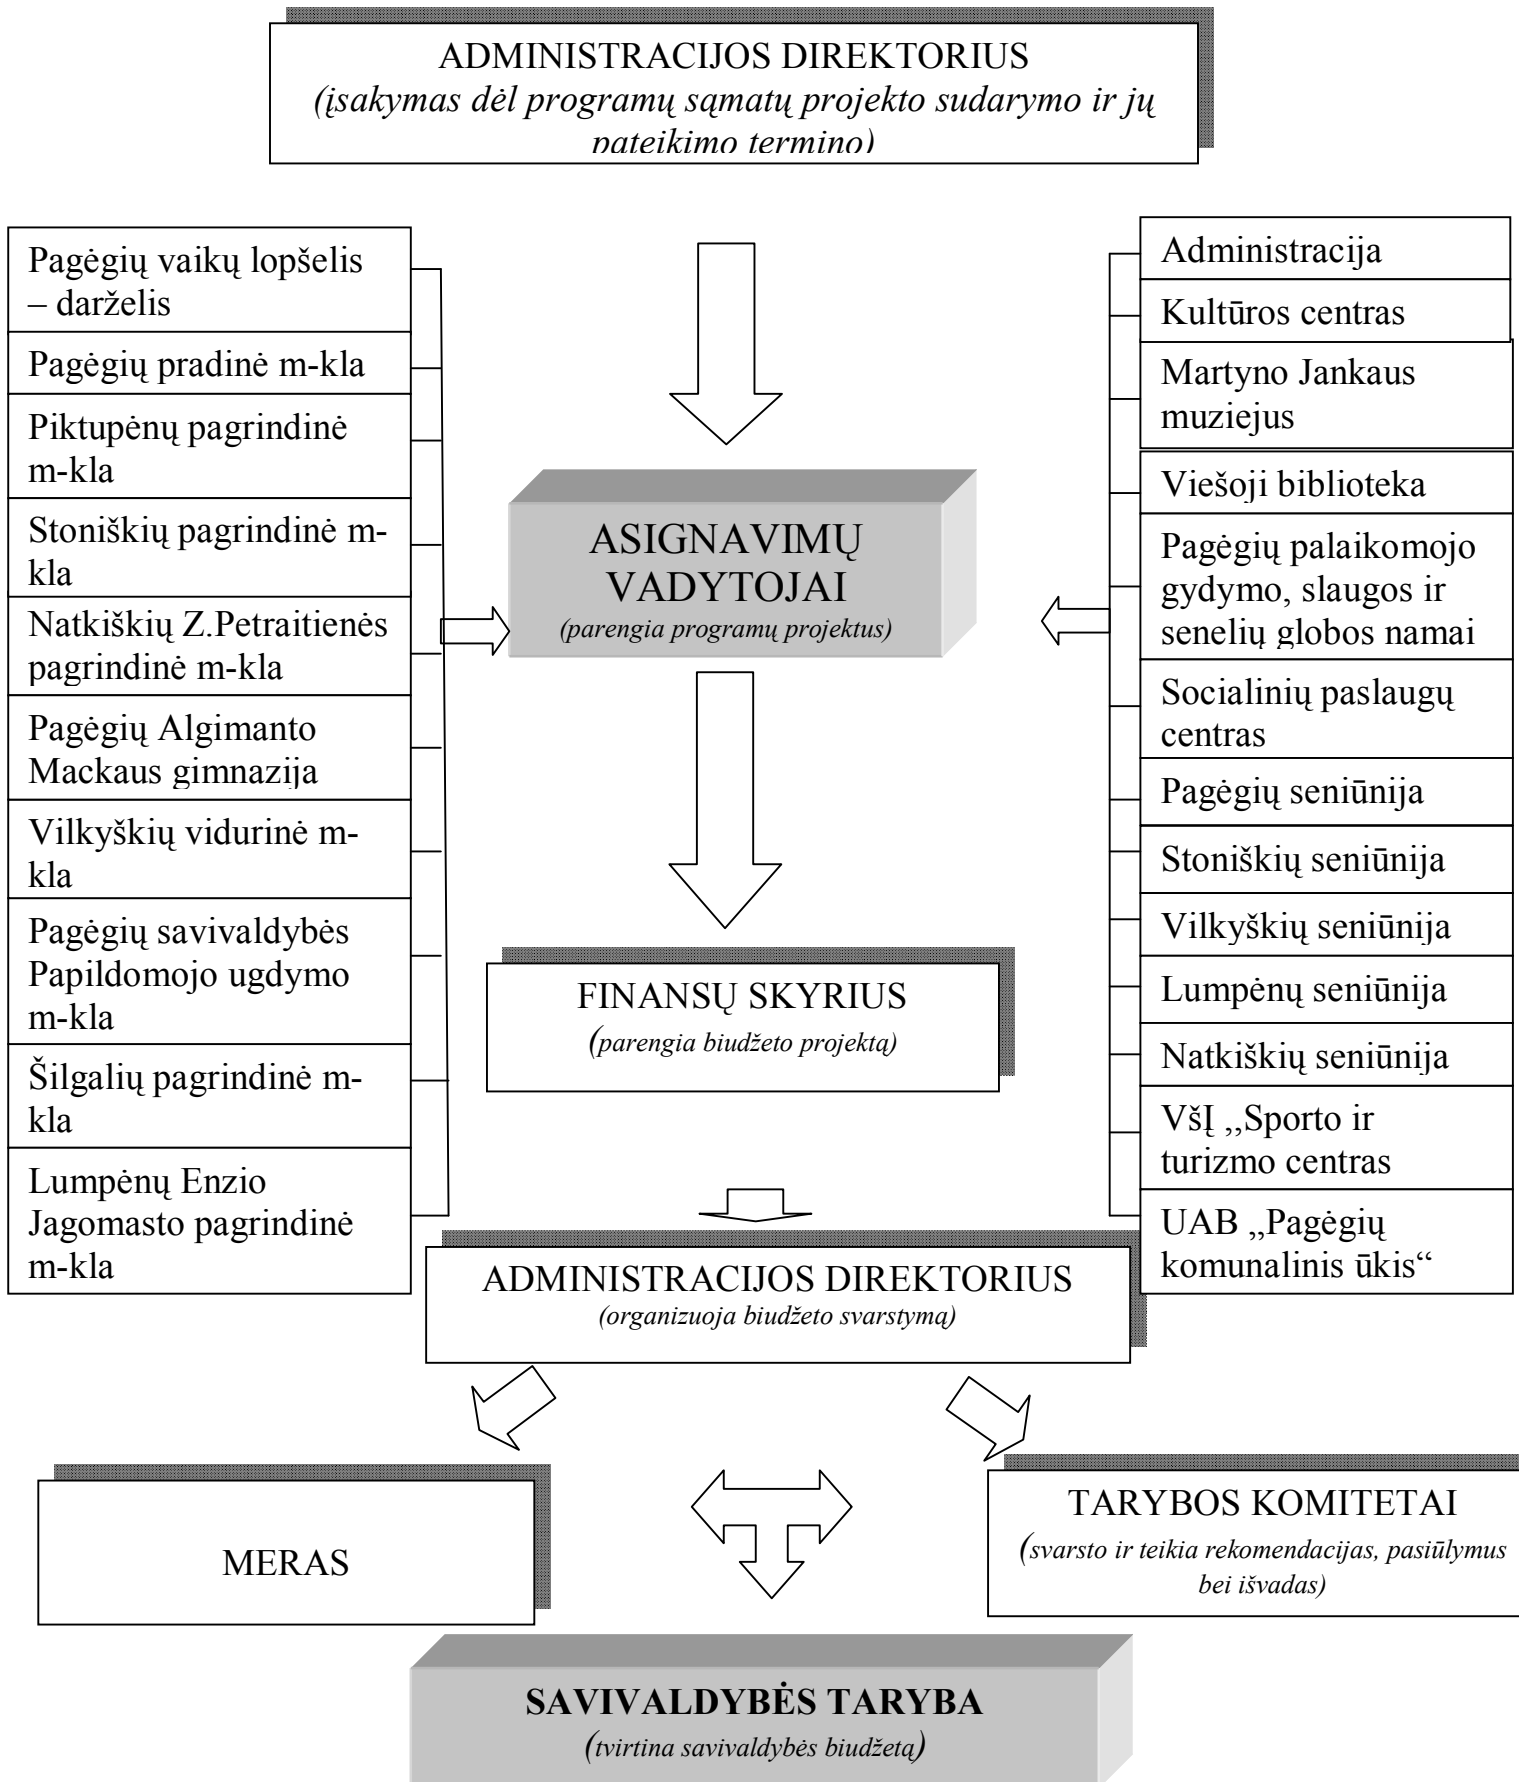 ADMINISTRACIJOS DIREKTORIUS
(įsakymas dėl programų sąmatų projekto sudarymo ir jų
pateikimo termino)
Pagėgių vaikų lopšelis
– darželis
Pagėgių pradinė m-kla
Piktupėnų pagrindinė
m-kla
Stoniškių pagrindinė m-
kla
Natkiškių Z.Petraitienės
pagrindinė m-kla
Pagėgių Algimanto
Mackaus gimnazija
Vilkyškių vidurinė m-
kla
Pagėgių savivaldybės
Papildomojo ugdymo
m-kla
Šilgalių pagrindinė m-
kla
Lumpėnų Enzio
Jagomasto pagrindinė
m-kla
ASIGNAVIMŲ
VADYTOJAI
(parengia programų projektus)
FINANSŲ SKYRIUS
(parengia biudžeto projektą)
Administracija
Kultūros centras
Martyno Jankaus
muziejus
Viešoji biblioteka
Pagėgių palaikomojo
gydymo, slaugos ir
senelių globos namai
Socialinių paslaugų
centras
Pagėgių seniūnija
Stoniškių seniūnija
Vilkyškių seniūnija
Lumpėnų seniūnija
Natkiškių seniūnija
VšĮ ,,Sporto ir
turizmo centras
UAB „Pagėgių
komunalinis ūkis“
ADMINISTRACIJOS DIREKTORIUS
(organizuoja biudžeto svarstymą)
MERAS
TARYBOS KOMITETAI
(svarsto ir teikia rekomendacijas, pasiūlymus
bei išvadas)
SAVIVALDYBĖS TARYBA
(tvirtina savivaldybės biudžetą)